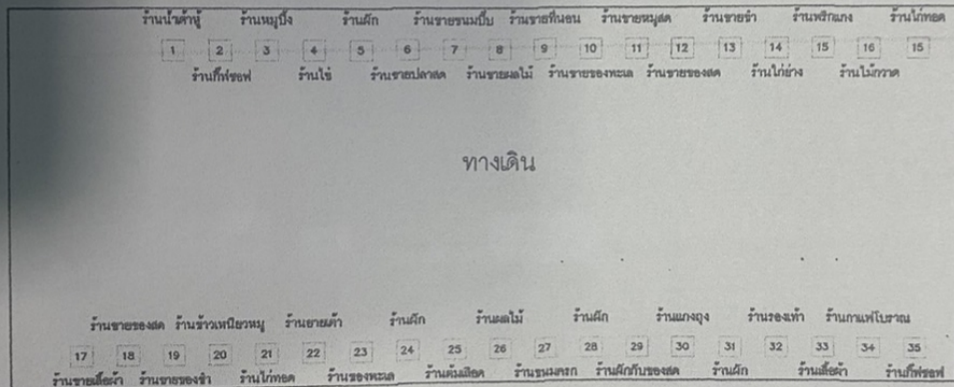 ร้านน้ำเต้าหู้ ร้านหมูปิ้ง ร้านผัก ร้านขายขนมปั๊บ ร้านขายที่นอน ร้านขายหมูสด ร้านขายชำ ร้านพริกแกง ร้านไก่ทอด
1 2 3 4 5 6 7 8 9 10 11 12 13 14 15 16 15
ร้านกิ๊ฟชอฟ ร้านไข่ ร้านขายปลาสด ร้านขายผลไม้ ร้านขายของทะเล ร้านขายของสด ร้านไก่ย่าง ร้านไม้กวาด
ทางเดิน
ร้านขายของสด ร้านข้าวเหนียวหมู ร้านยายเต้า ร้านผัก ร้านผลไม้ ร้านผัก ร้านแกงถุง ร้านรองเท้า ร้านกาแฟโบราณ
17 18 19 20 21 22 23 24 25 26 27 28 29 30 31 32 33 34 35
ร้านขายเสื้อผ้า ร้านขายของชำ ร้านไก่ทอด ร้านของทะเล ร้านต้มเลือด ร้านขนมครก ร้านผักกับของสด ร้านผัก ร้านเสื้อผ้า ร้านกิ๊ฟชอฟ